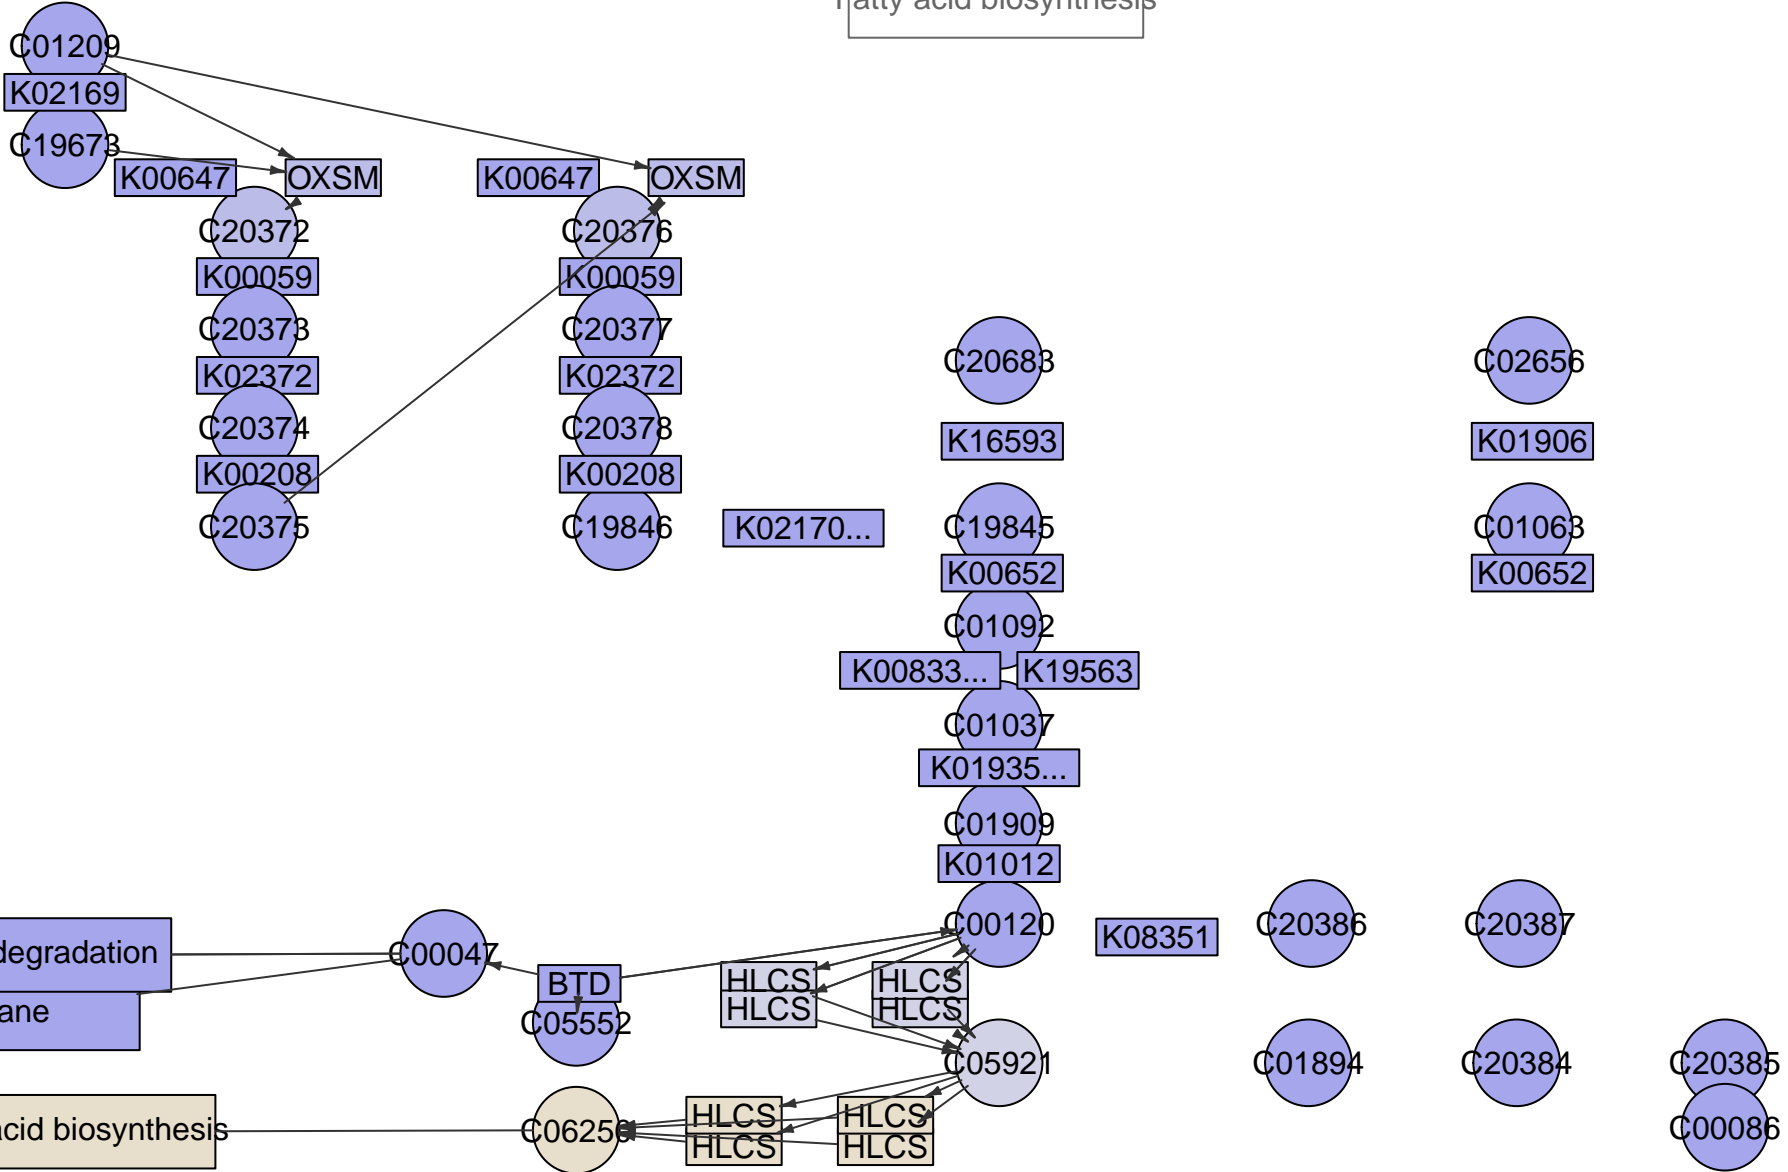 Fatty acid biosynthesis
C01209
K02169
C19673
K00647
OXSM
K00647
OXSM
C20372
C20376
K00059
K00059
C20373
C20377
C20683
C02656
K02372
K02372
C20374
C20378
K16593
K01906
K00208
K00208
C20375
C19846
K02170...
C19845
C01063
K00652
K00652
C01092
K00833...
K19563
C01037
K01935...
C01909
K01012
C00120
C20386
C20387
K08351
degradation
C00047
BTD
HLCS
HLCS
ane
HLCS
HLCS
C05552
C05921
C01894
C20384
C20385
acid biosynthesis
C06250
HLCS
HLCS
C00086
HLCS
HLCS